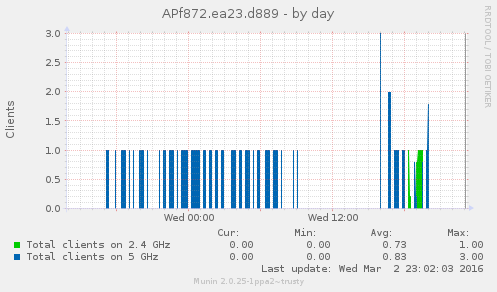 APf872.ea23.d889 - by day
RRDTOOL / TOBI OETIKER
Clients
3.0
2.5
2.0
1.5
1.0
0.5
0.0
Wed 00:00 Wed 12:00
Cur: Min: Avg: Max:
Total clients on 2.4 GHz 0.00 0.00 0.73 1.00
Total clients on 5 GHz 0.00 0.00 0.83 3.00
Last update: Wed Mar 2 23:02:03 2016
Munin 2.0.25-1ppa2~trusty